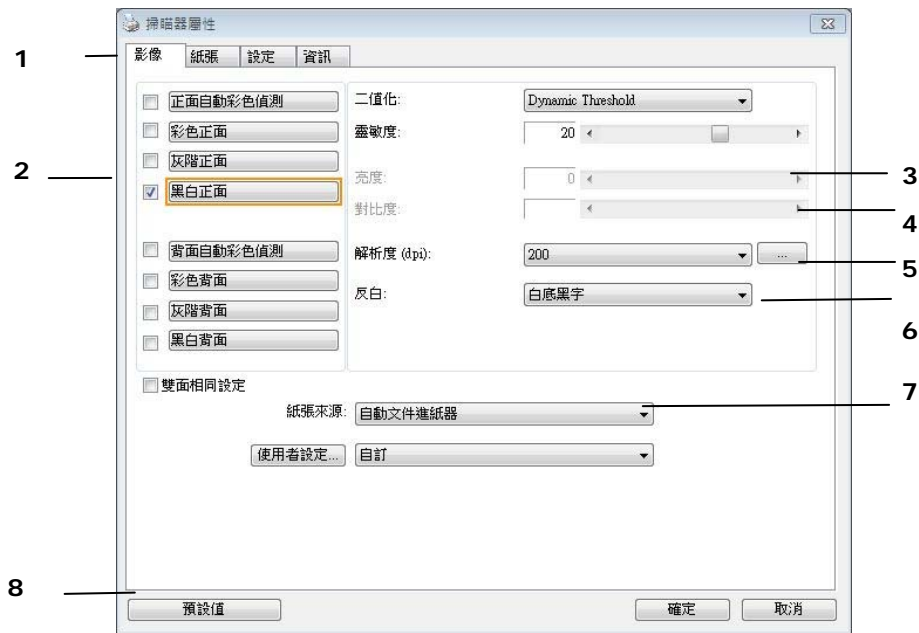 掃瞄器屬性
1
影像 紙張 設定 資訊
2
正面自動彩色偵測
彩色正面
灰階正面
黑白正面
背面自動彩色偵測
彩色背面
灰階背面
黑白背面
二值化: Dynamic Threshold
靈敏度: 20
亮度: 0
3
對比度:
4
解析度 (dpi): 200 ...
5
反白: 白底黑字
6
雙面相同設定
紙張來源: 自動文件進紙器
7
使用者設定... 自訂
8
預設值 確定 取消